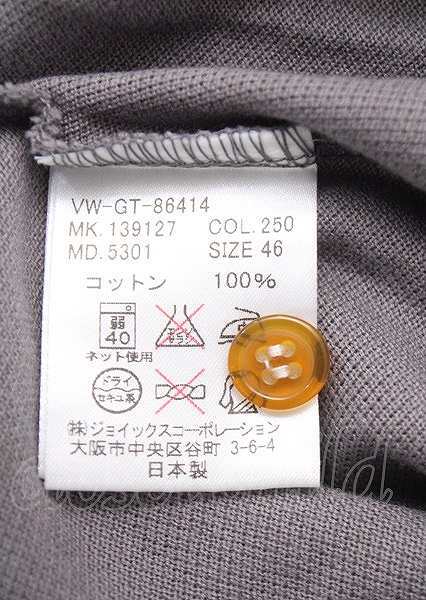 VW-GT-86414
MK. 139127 COL. 250
MD. 5301 SIZE 46
コットン 100%
弱
40
ネット使用
ドライ
セキユ系
㈱ジョイックスコーポレーション
大阪市中央区谷町 3-6-4
日本製